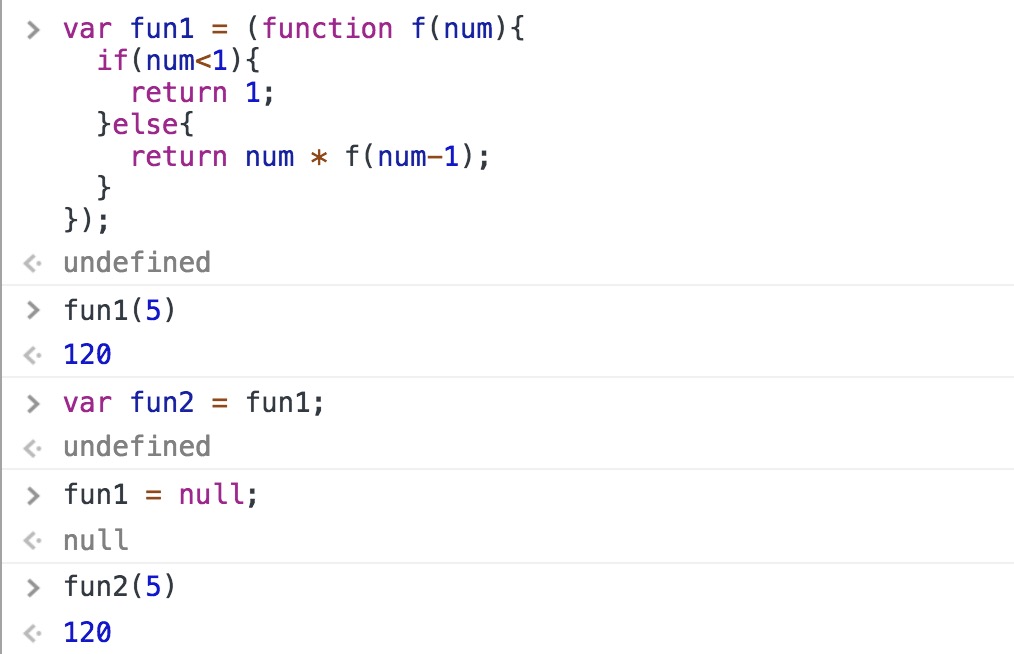 > var fun1 = (function f(num){
if(num<1){
return 1;
}else{
return num * f(num-1);
}
});
undefined
> fun1(5)
120
> var fun2 = fun1;
undefined
> fun1 = null;
null
> fun2(5)
120